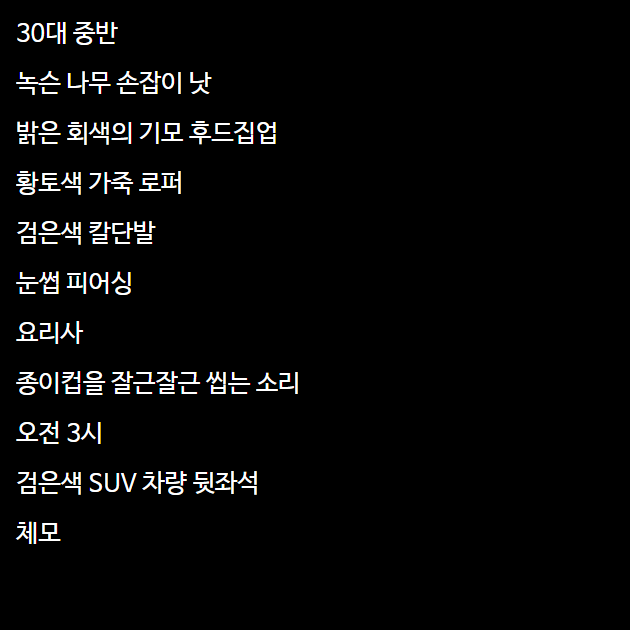 30대 중반
녹슨 나무 손잡이 낫
밝은 회색의 기모 후드집업
황토색 가죽 로퍼
검은색 칼단발
눈썹 피어싱
요리사
종이컵을 잘근잘근 씹는 소리
오전 3시
검은색 SUV 차량 뒷좌석
체모